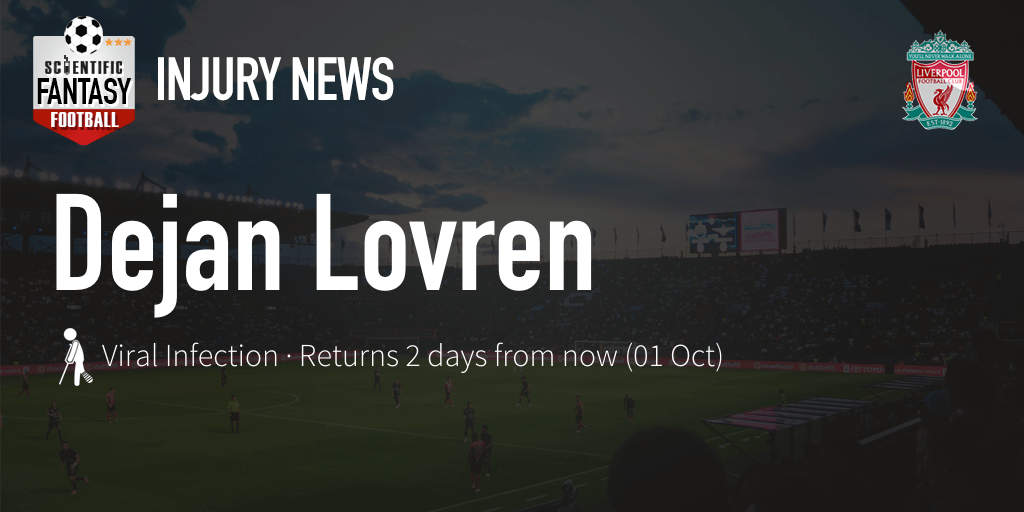 SCIENTIFIC
FANTASY
FOOTBALL
INJURY NEWS
YOU'LL NEVER WALK ALONE
LIVERPOOL
FOOTBALL CLUB
EST·1892
Dejan Lovren
Viral Infection · Returns 2 days from now (01 Oct)